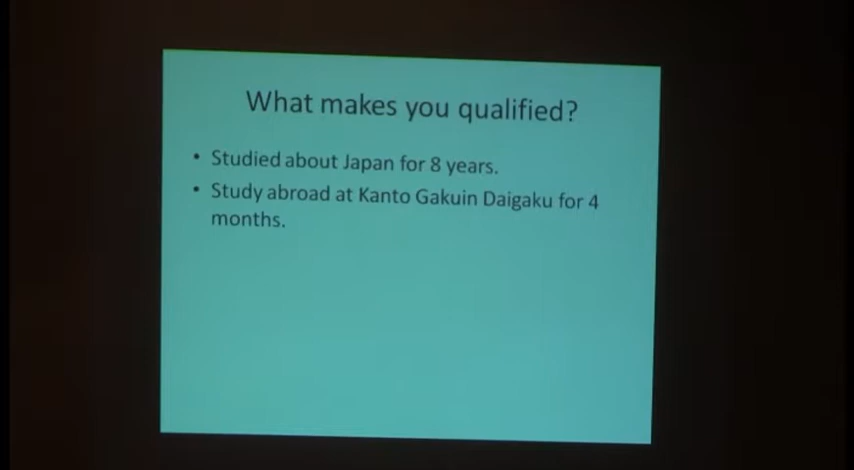 What makes you qualified?
• Studied about Japan for 8 years.
• Study abroad at Kanto Gakuin Daigaku for 4
months.